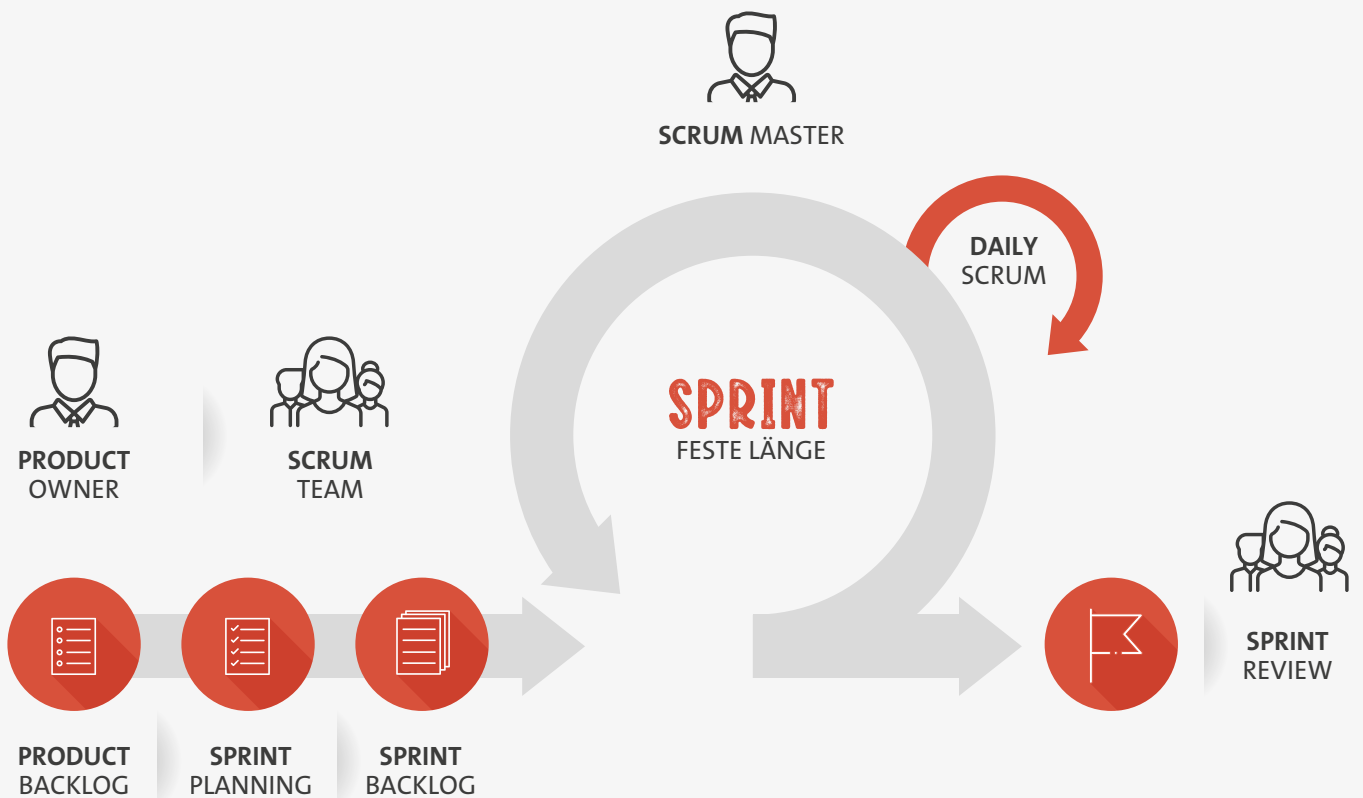 SCRUM MASTER
DAILY
SCRUM
SPRINT
FESTE LÄNGE
PRODUCT
OWNER
SCRUM
TEAM
SPRINT
REVIEW
PRODUCT
BACKLOG
SPRINT
PLANNING
SPRINT
BACKLOG